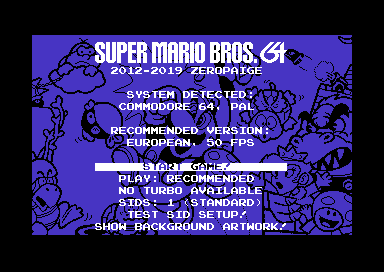 SUPER MARIO BROS. 64
2012-2019 ZEROPAIGE
SYSTEM DETECTED:
COMMODORE 64, PAL
RECOMMENDED VERSION:
EUROPEAN, 50 FPS
START GAME!
PLAY: RECOMMENDED
NO TURBO AVAILABLE
SIDS: 1 (STANDARD)
TEST SID SETUP!
SHOW BACKGROUND ARTWORK!